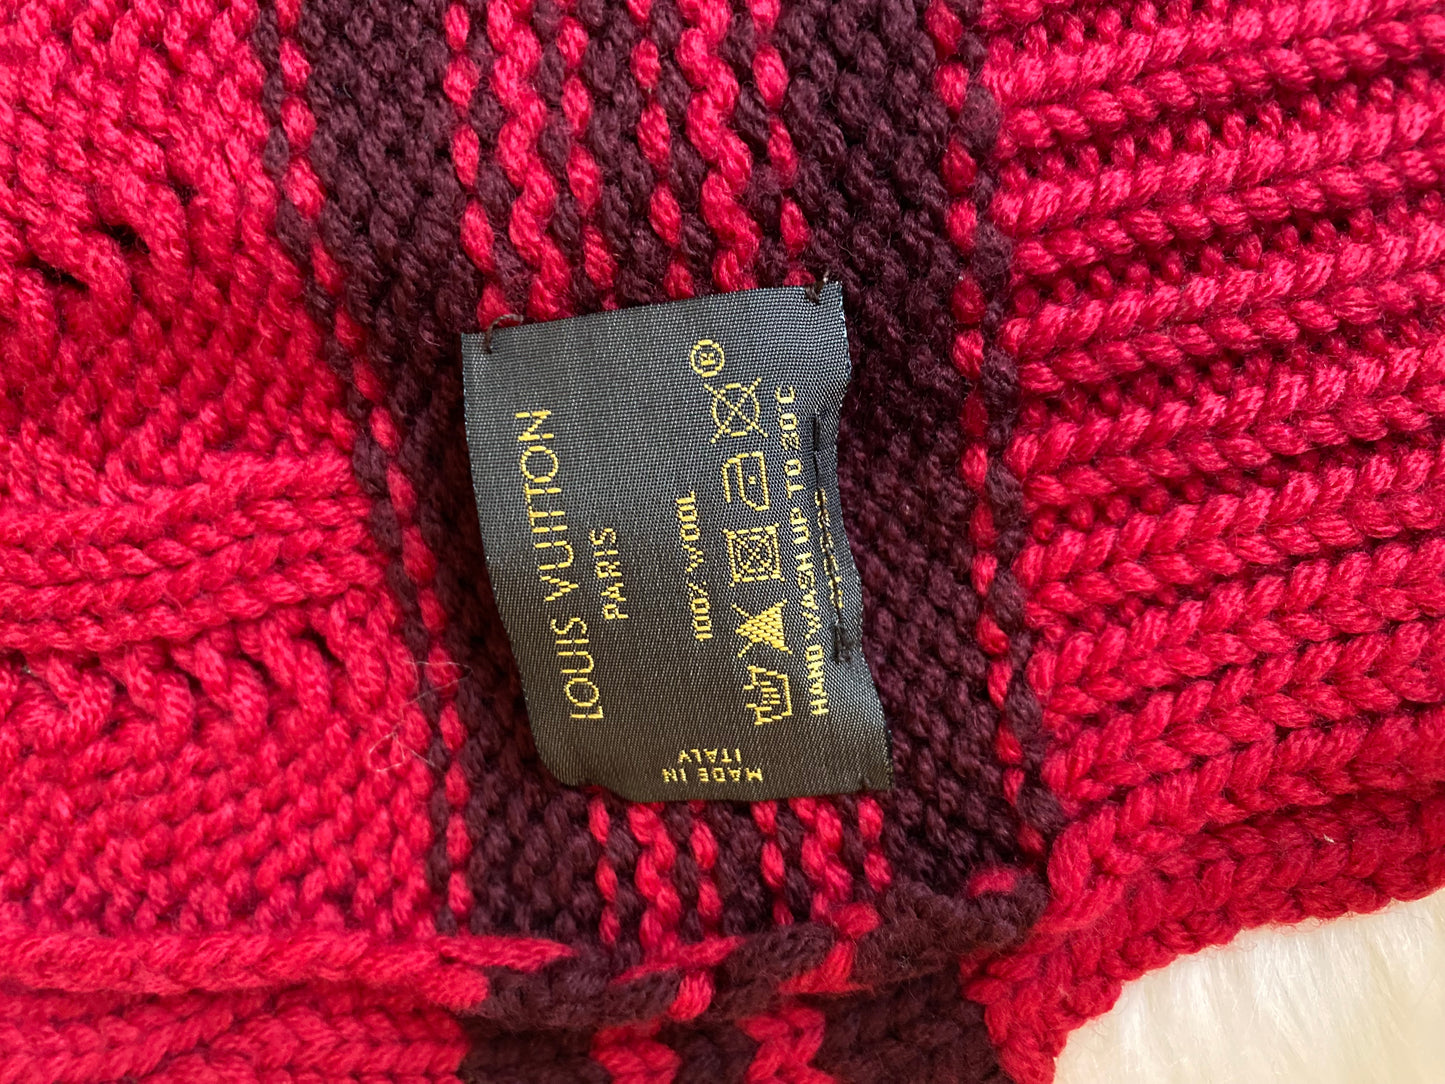 LOUIS VUITTON
PARIS
100% WOOL
®
HAND WASH UP TO 30°C
MADE IN
ITALY